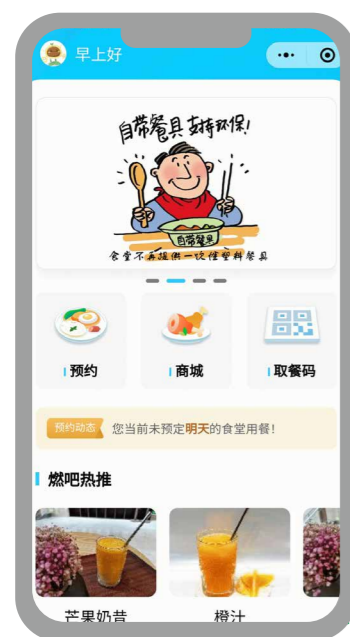 早上好
自带餐具 支持环保!
自带餐具
食堂不再提供一次性塑料餐具
预约
商城
取餐码
预约动态 您当前未预定明天的食堂用餐!
燃吧热推
芒果奶昔
橙汁